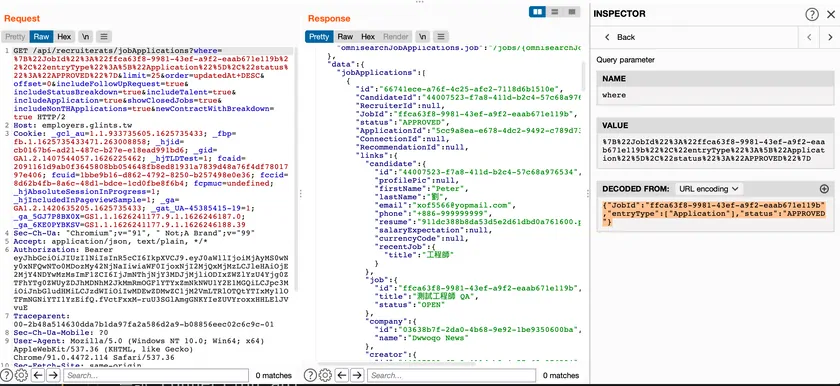 Request
Pretty Raw Hex \n
1 GET /api/recruiterats/jobApplications?where=
%7B%22JobId%22%3A%22ffca63f8-9981-43ef-a9f2-eaab671e119b%2
2%2C%22entryType%22%3A%5B%22Application%22%5D%2C%22status%
22%3A%22APPROVED%22%7D&limit=25&order=updatedAt+DESC&
offset=0&includeFollowUpRequest=true&
includeStatusBreakdown=true&includeTalent=true&
includeApplication=true&showClosedJobs=true&
includeNonTHApplications=true&newContractWithBreakdown=
true HTTP/2
2 Host: employers.glints.tw
3 Cookie: _gcl_au=1.1.933735605.1625735433; _fbp=
fb.1.1625735433471.263008858; _hjid=
cb0167b6-ad21-487c-b27e-e18ead991bd6; _gid=
GA1.2.1407544057.1626225462; _hjTLDTest=1; fcaid=
fcuid=1bbe9b16-d862-4792-8250-b257498e0e36; fccid=
8d62b4fb-8a6c-48d1-bdce-1cd0fbe8f6b4; fcpmuc=undefined;
_hjAbsoluteSessionInProgress=1;
_hjIncludedInPageviewSample=1; _ga=
GA1.2.1420635205.1625735433; _gat_UA-45385415-19=1;
_ga_5GJ7P8BX0X=GS1.1.1626241177.9.1.1626246187.0;
_ga_6KE0PYBKSV=GS1.1.1626241177.9.1.1626246188.39
4 Sec-Ch-Ua: "Chromium";v="91", " Not;A Brand";v="99"
5 Accept: application/json, text/plain, */*
6 Authorization: Bearer
7 Traceparent:
00-2b48a514630dda7b1da97fa2a586d2a9-b08856eec02c6c9c-01
8 Sec-Ch-Ua-Mobile: ?0
9 User-Agent: Mozilla/5.0 (Windows NT 10.0; Win64; x64)
AppleWebKit/537.36 (KHTML, like Gecko)
Chrome/91.0.4472.114 Safari/537.36
10 Sec-Fetch-Site: same-origin
Search... 0 matches
Response
Pretty Raw Hex Render \n
"omnisearchJobApplications.job":"/jobs/{omnisearchJo
},
"data":{
"jobApplications":[
{
"id":"66741ece-a76f-4c25-afc2-7118d6b1510e",
"CandidateId":"44007523-f7a8-411d-b2c4-57c68a976
"RecruiterId":null,
"JobId":"ffca63f8-9981-43ef-a9f2-eaab671e119b",
"status":"APPROVED",
"ApplicationId":"5cc9a8ea-e678-4dc2-9492-c789d7
"ConnectionId":null,
"RecommendationId":null,
"links":{
"candidate":{
"id":"44007523-f7a8-411d-b2c4-57c68a976534",
"profilePic":null,
"firstName":"Peter",
"lastName":"劉",
"email":"xof5566@yopmail.com",
"phone":"+886-999999999",
"resume":"911dc388b8da53d5e2d61dbd0a761600.p
"salaryExpectation":null,
"currencyCode":null,
"recentJob":{
"title":"工程師"
}
},
"job":{
"id":"ffca63f8-9981-43ef-a9f2-eaab671e119b",
"title":"測試工程師 QA",
"status":"OPEN"
},
"company":{
"id":"03638b7f-2da0-4b68-9e92-1be9350600ba",
"name":"Dwwoqo News"
},
"creator":{
Search... 0 matches
INSPECTOR
Back
Query parameter
NAME
where
VALUE
%7B%22JobId%22%3A%22ffca63f8-9981-43ef-a9f2-eaa
b671e119b%22%2C%22entryType%22%3A%5B%22Applicati
on%22%5D%2C%22status%22%3A%22APPROVED%22%7D
DECODED FROM: URL encoding
{"JobId":"ffca63f8-9981-43ef-a9f2-eaab671e119b"
,"entryType":["Application"],"status":"APPROVED
"}